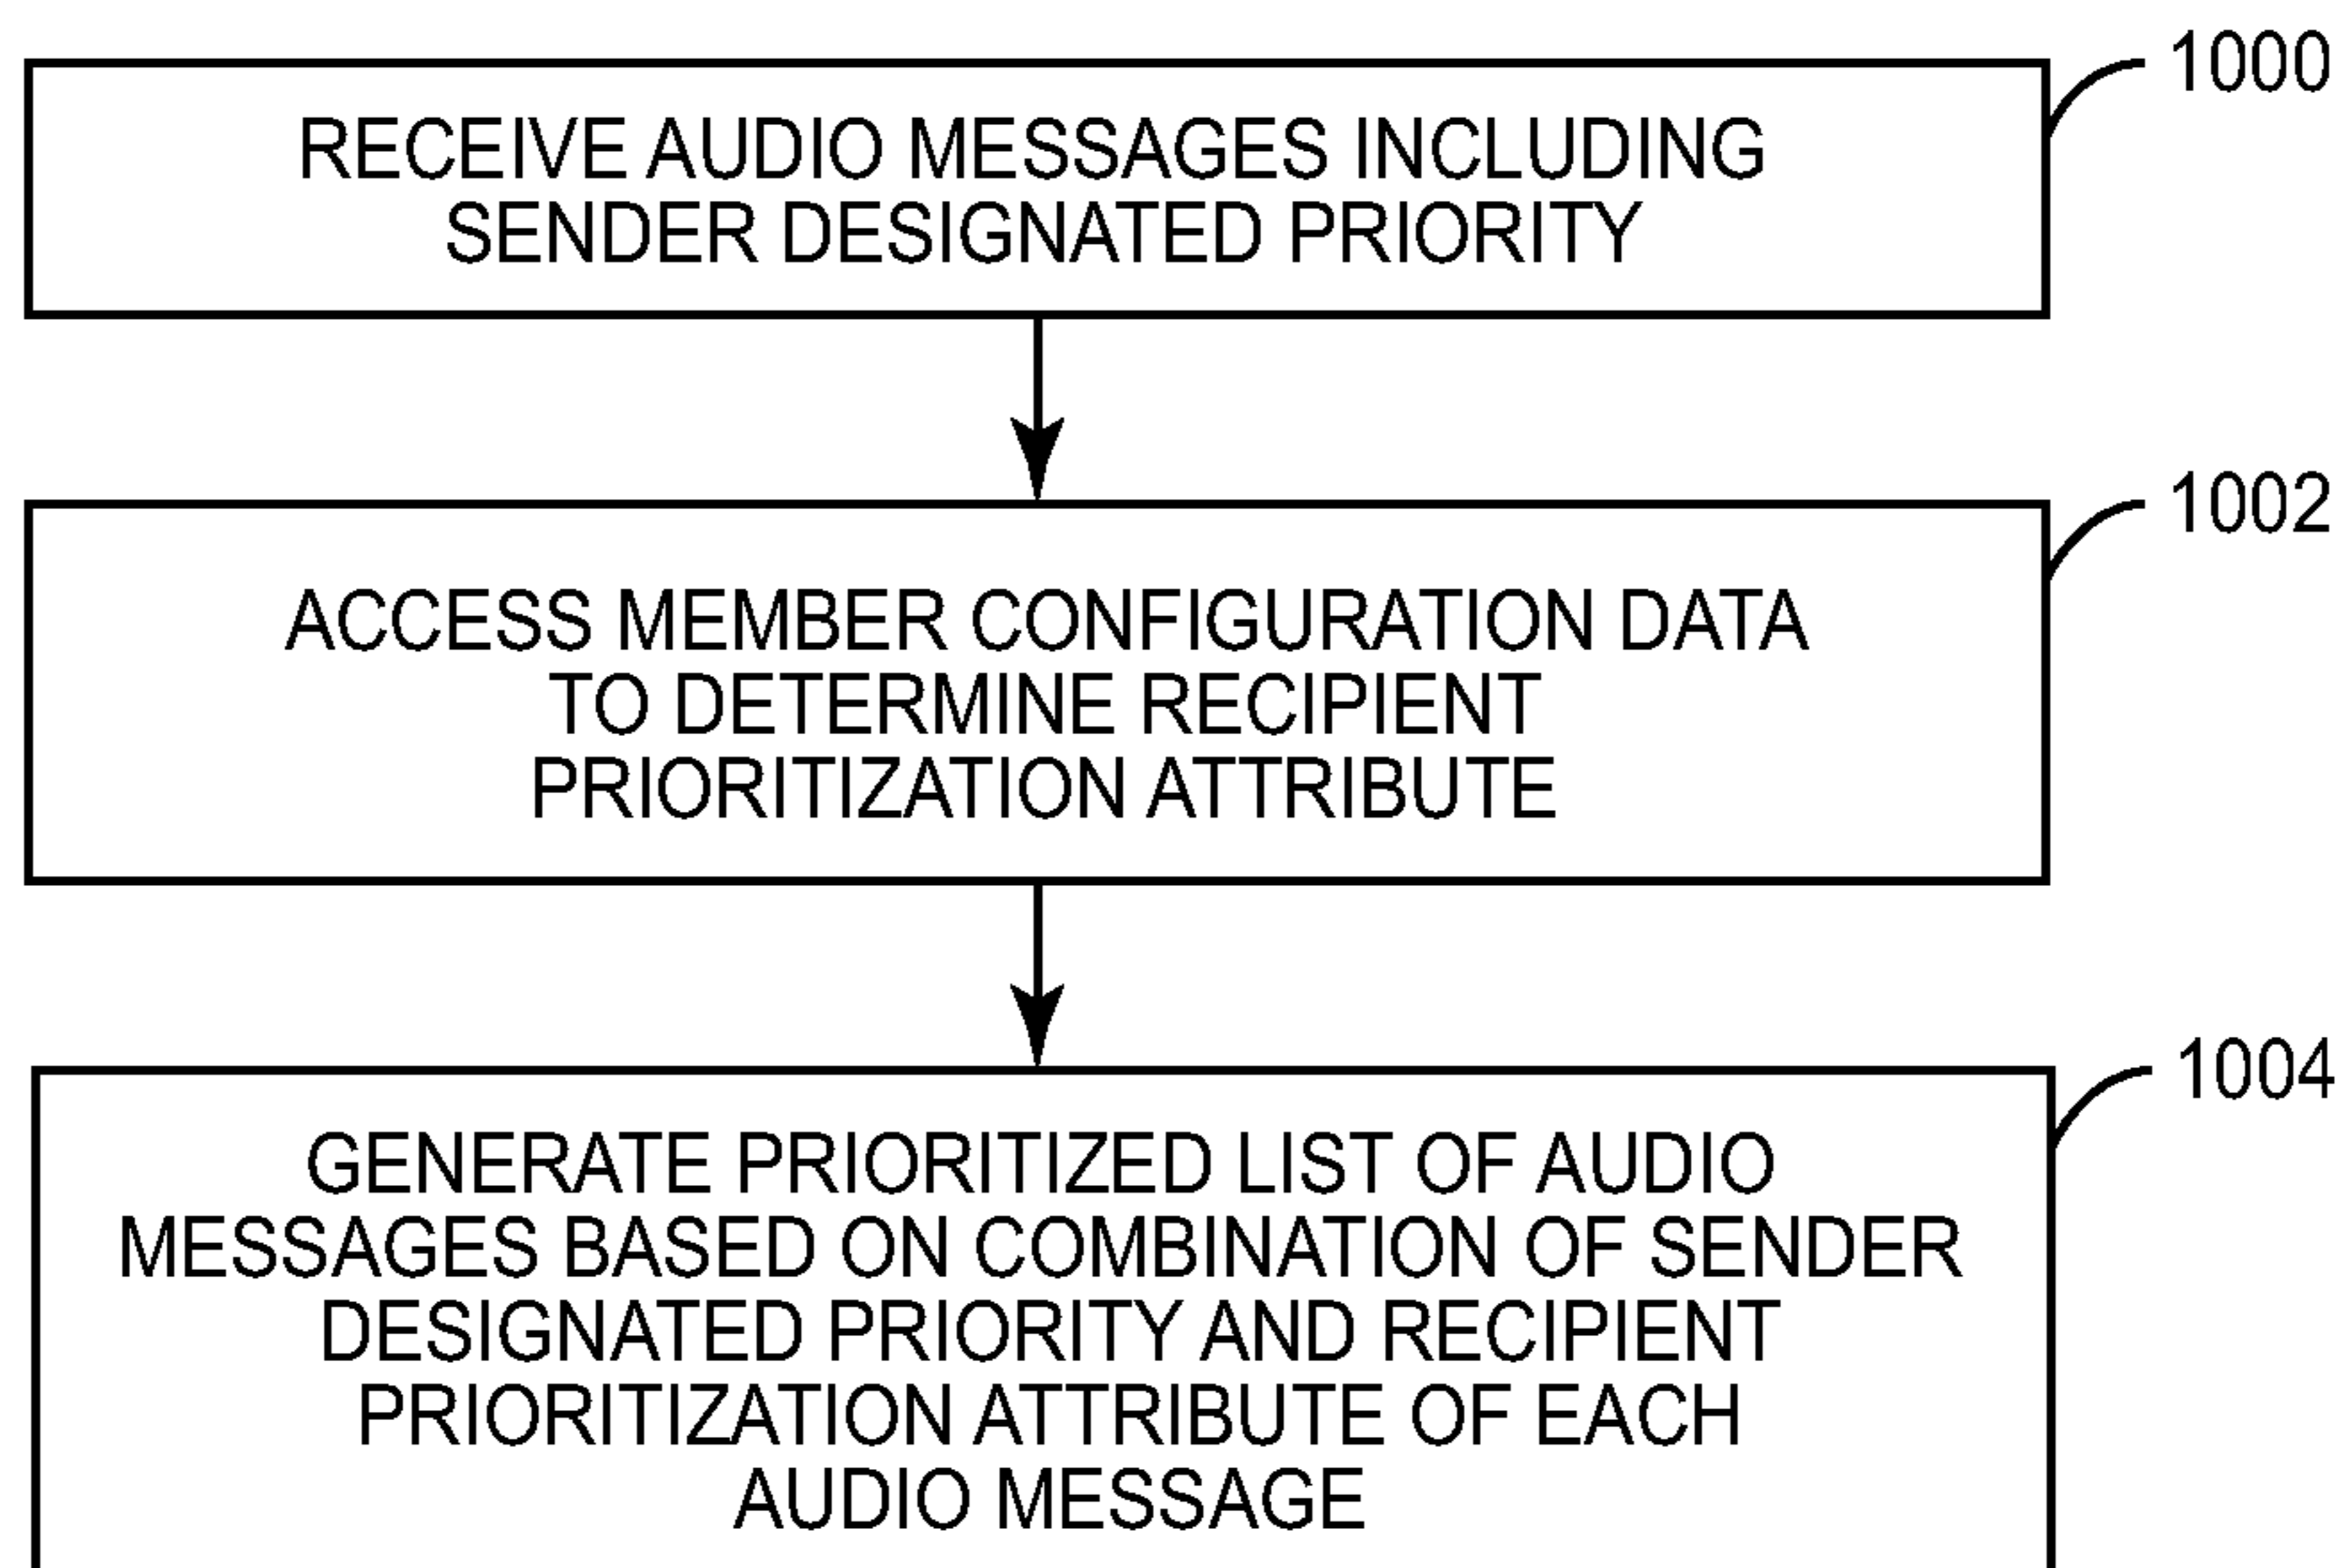 1000
RECEIVE AUDIO MESSAGES INCLUDING
SENDER DESIGNATED PRIORITY
1002
ACCESS MEMBER CONFIGURATION DATA
TO DETERMINE RECIPIENT
PRIORITIZATION ATTRIBUTE
1004
GENERATE PRIORITIZED LIST OF AUDIO
MESSAGES BASED ON COMBINATION OF SENDER
DESIGNATED PRIORITY AND RECIPIENT
PRIORITIZATION ATTRIBUTE OF EACH
AUDIO MESSAGE